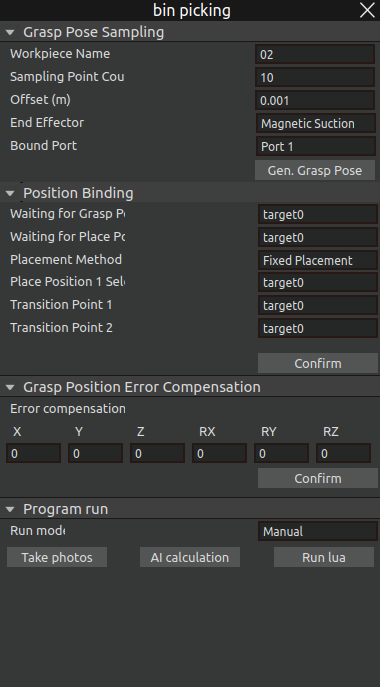 bin picking
Grasp Pose Sampling
Workpiece Name 02
Sampling Point Cou 10
Offset (m) 0.001
End Effector Magnetic Suction
Bound Port Port 1
Gen. Grasp Pose
Position Binding
Waiting for Grasp Po target0
Waiting for Place Po target0
Placement Method Fixed Placement
Place Position 1 Sele target0
Transition Point 1 target0
Transition Point 2 target0
Confirm
Grasp Position Error Compensation
Error compensation
X Y Z RX RY RZ
0 0 0 0 0 0
Confirm
Program run
Run mode Manual
Take photos AI calculation Run lua